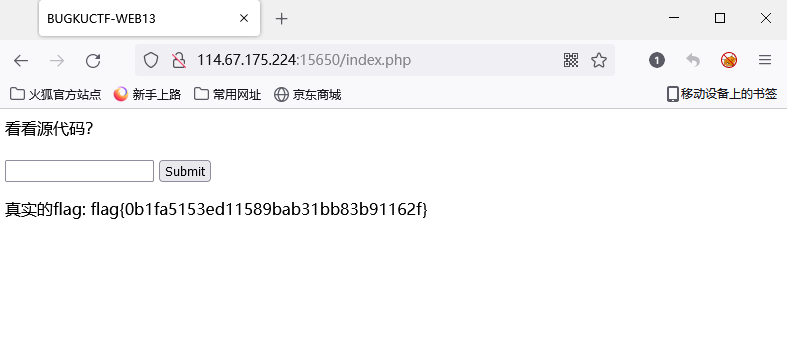 BUGKUCTF-WEB13
114.67.175.224:15650/index.php
1
火狐官方站点 新手上路 常用网址 京东商城 移动设备上的书签
看看源代码?
Submit
真实的flag: flag{0b1fa5153ed11589bab31bb83b91162f}